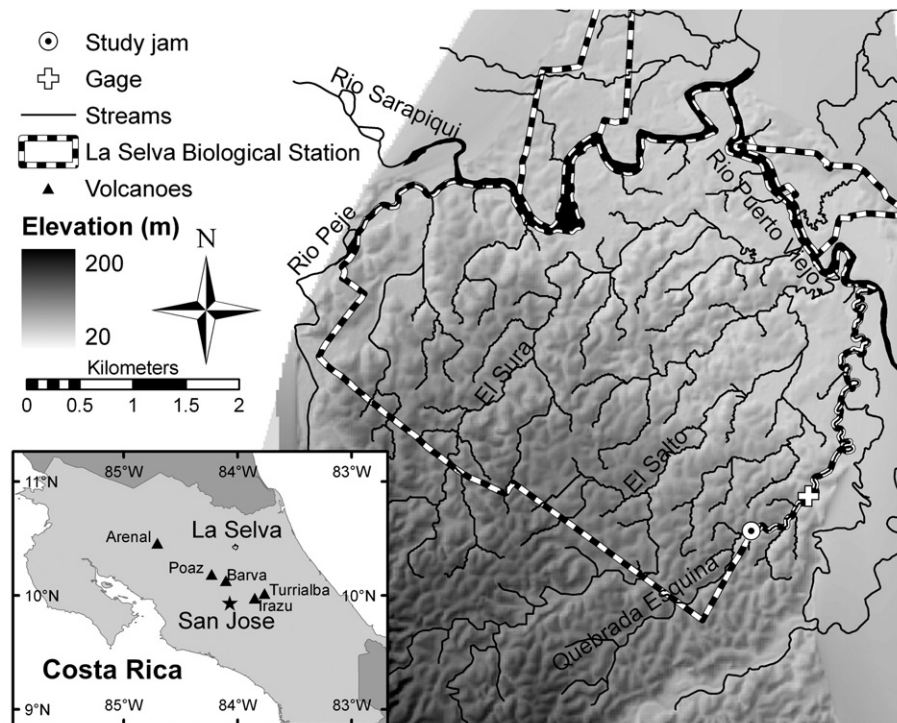 Study jam
Gage
Streams
La Selva Biological Station
Volcanoes
Elevation (m)
200
20
N
Kilometers
0 0.5 1 1.5 2
Rio Sarapiqui
Rio Peje
Rio Puerto Viejo
El Sura
El Salto
Quebrada Esquina
85°W 84°W 83°W
11°N
10°N
9°N
11°N
10°N
9°N
85°W 84°W 83°W
Arenal
La Selva
Poaz
Barva
Turrialba
Irazu
San Jose
Costa Rica